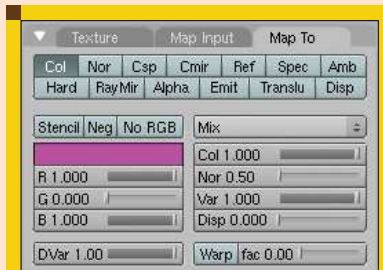 Texture Map Input Map To
Col Nor Csp Cmir Ref Spec Amb
Hard RayMir Alpha Emit Translu Disp
Stencil Neg No RGB Mix
Col 1.000
R 1.000 Nor 0.50
G 0.000 Var 1.000
B 1.000 Disp 0.000
DVar 1.00 Warp fac 0.00